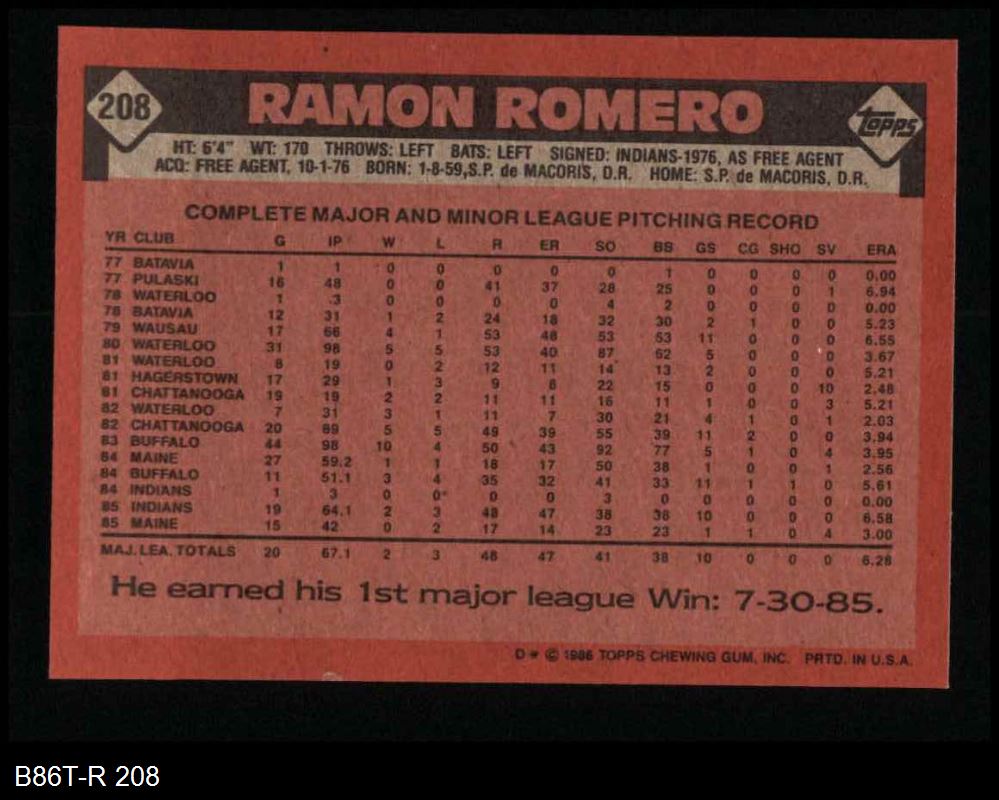 208
RAMON ROMERO
topps
HT: 6'4" WT: 170 THROWS: LEFT BATS: LEFT SIGNED: INDIANS-1976, AS FREE AGENT
ACQ: FREE AGENT, 10-1-76 BORN: 1-8-59,S.P. de MACORIS, D.R. HOME: S.P. de MACORIS, D.R.
COMPLETE MAJOR AND MINOR LEAGUE PITCHING RECORD
YR CLUB G IP W L R ER SO BB GS CG SHO SV ERA
77 BATAVIA 1 1 0 0 0 0 0 1 0 0 0 0 0.00
77 PULASKI 16 48 0 0 41 37 28 25 0 0 0 1 6.94
78 WATERLOO 1 .3 0 0 0 0 4 2 0 0 0 0 0.00
78 BATAVIA 12 31 1 2 24 18 32 30 2 1 0 0 5.23
79 WAUSAU 17 66 4 1 53 48 53 53 11 0 0 0 6.55
80 WATERLOO 31 98 5 5 53 40 87 62 5 0 0 0 3.67
81 WATERLOO 8 19 0 2 12 11 14 13 2 0 0 0 5.21
81 HAGERSTOWN 17 29 1 3 9 8 22 15 0 0 0 10 2.48
81 CHATTANOOGA 19 19 2 2 11 11 16 11 1 0 0 3 5.21
82 WATERLOO 7 31 3 1 11 7 30 21 4 1 0 1 2.03
82 CHATTANOOGA 20 89 5 5 49 39 55 39 11 2 0 0 3.94
83 BUFFALO 44 98 10 4 50 43 92 77 5 1 0 4 3.95
84 MAINE 27 59.2 1 1 18 17 50 38 1 0 0 1 2.56
84 BUFFALO 11 51.1 3 4 35 32 41 33 11 1 1 0 5.61
84 INDIANS 1 3 0 0 0 0 3 0 0 0 0 0 0.00
85 INDIANS 19 64.1 2 3 48 47 38 38 10 0 0 0 6.58
85 MAINE 15 42 0 2 17 14 23 23 1 1 0 4 3.00
MAJ. LEA. TOTALS 20 67.1 2 3 48 47 41 38 10 0 0 0 6.28
He earned his 1st major league Win: 7-30-85.
D* © 1986 TOPPS CHEWING GUM, INC. PRTD. IN U.S.A.
B86T-R 208